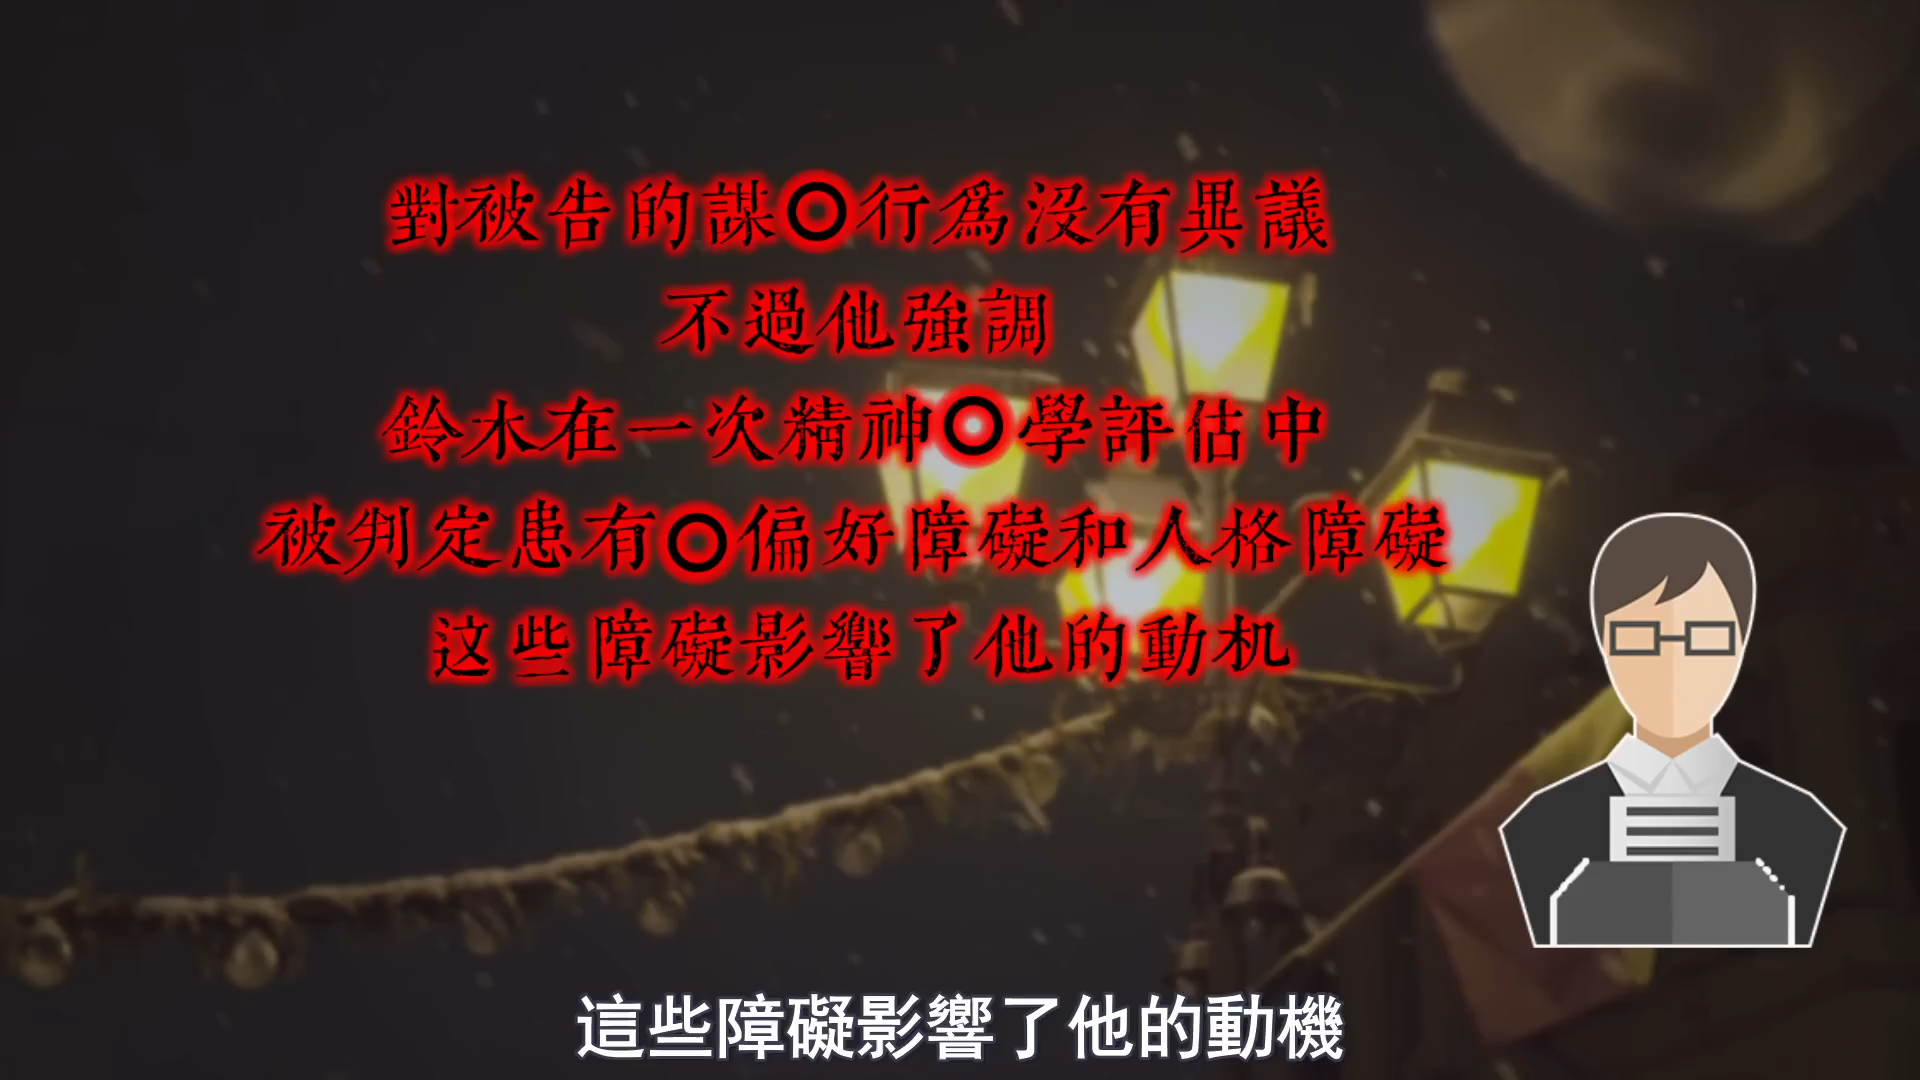 對被告的謀〇行為沒有異議
不過他強調
鈴木在一次精神〇學評估中
被判定患有〇偏好障礙和人格障礙
这些障礙影響了他的動机
這些障礙影響了他的動機